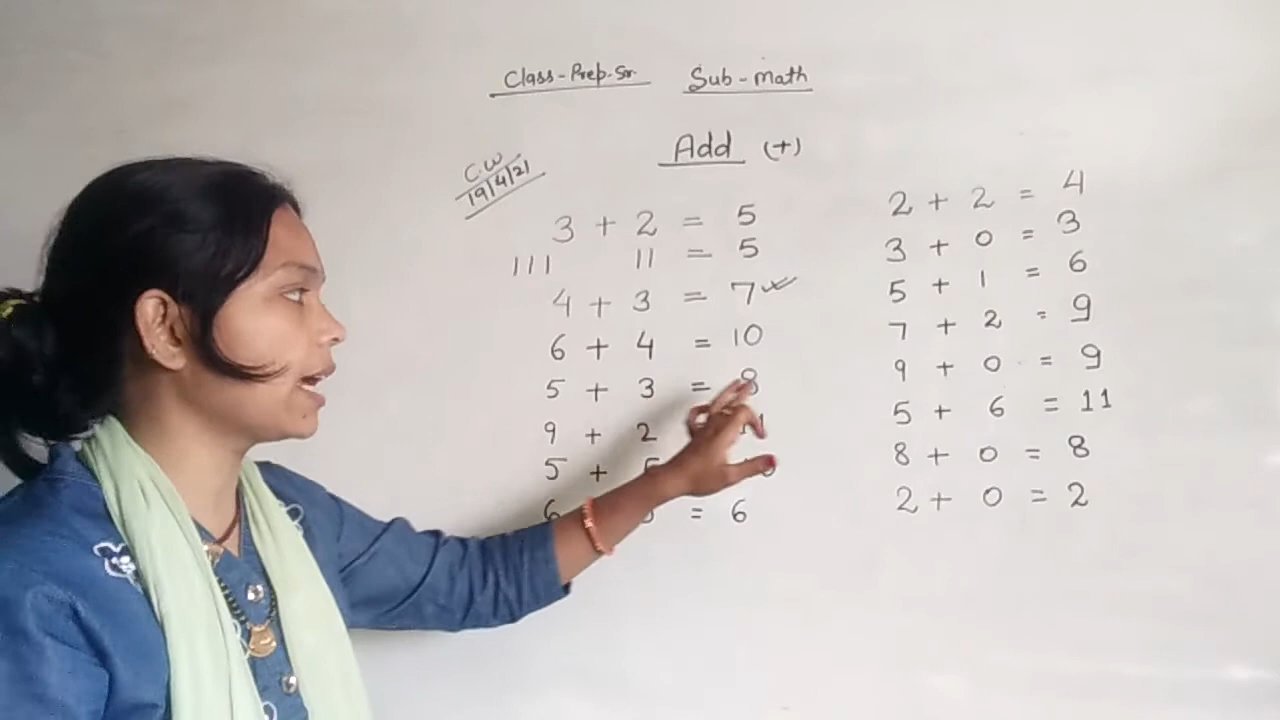 Class-Prep-Sr. Sub-math
Add (+)
C.W
19/4/21
3 + 2 = 5
111 11 = 5
4 + 3 = 7
6 + 4 = 10
5 + 3 = 8
9 + 2
5 +
6 = 6
2 + 2 = 4
3 + 0 = 3
5 + 1 = 6
7 + 2 = 9
9 + 0 = 9
5 + 6 = 11
8 + 0 = 8
2 + 0 = 2